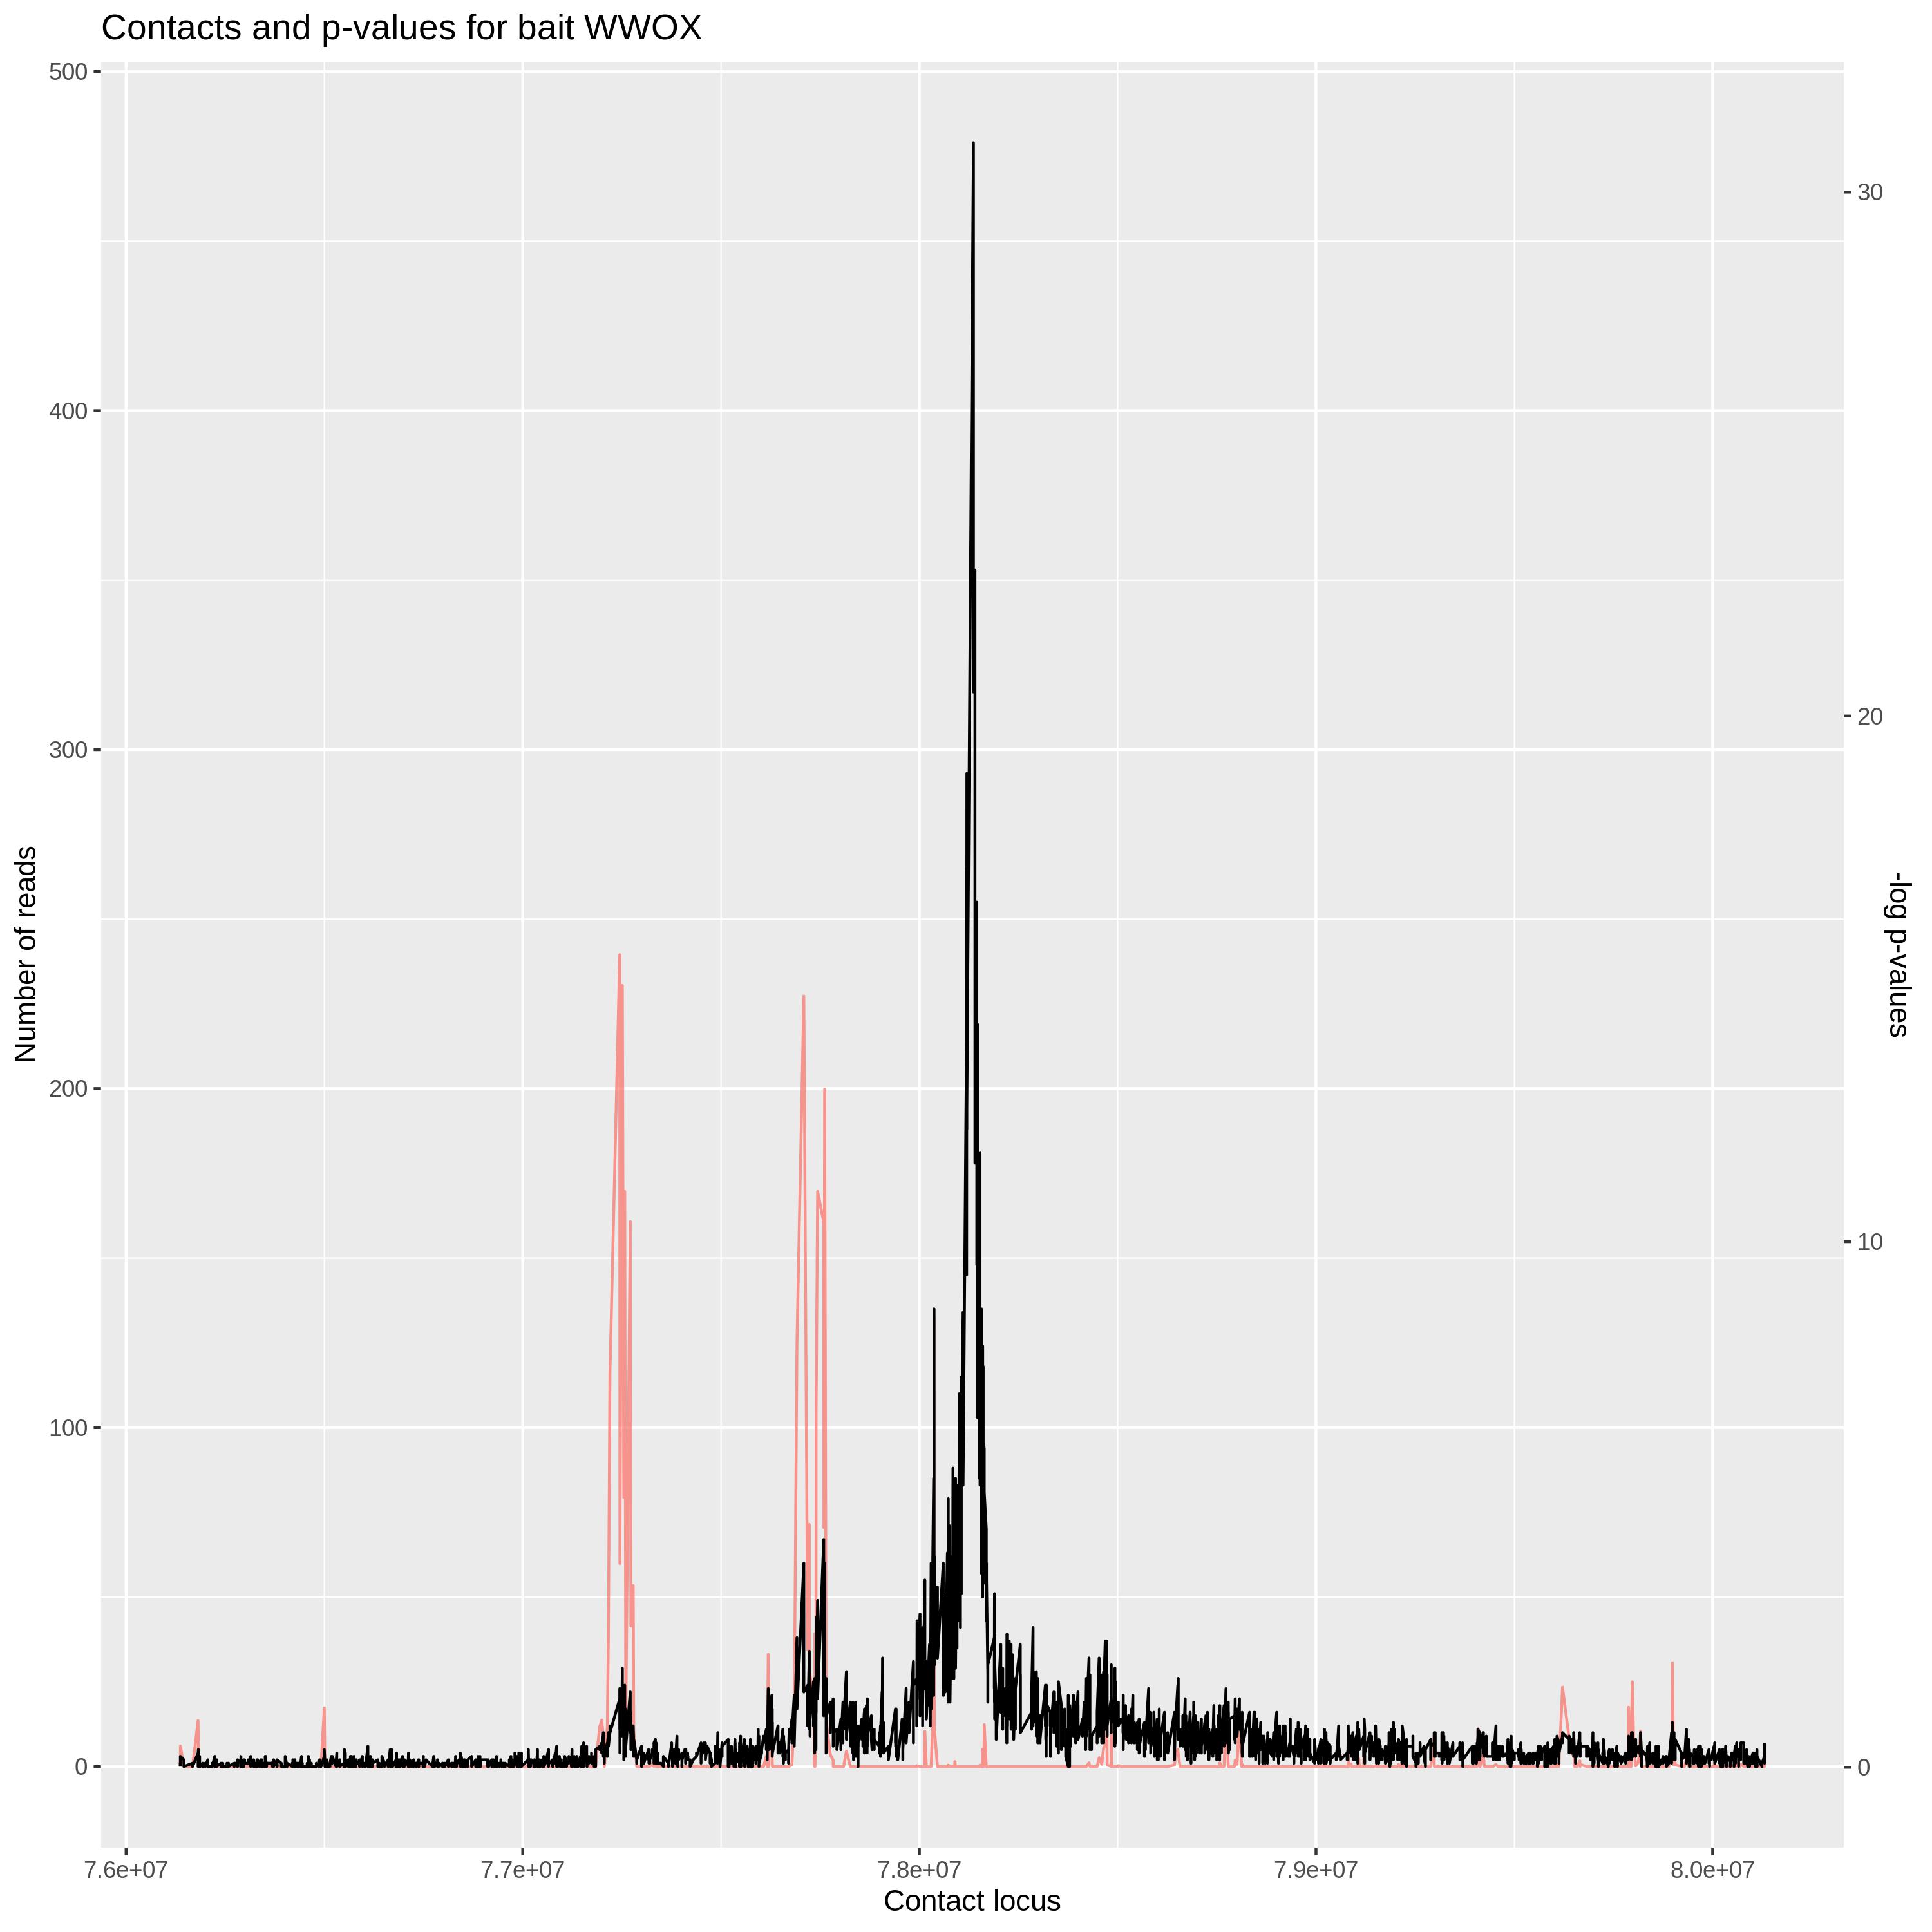 Contacts and p-values for bait WWOX
500
400
300
200
100
0
Number of reads
30
20
10
0
-log p-values
7.6e+07 7.7e+07 7.8e+07 7.9e+07 8.0e+07
Contact locus